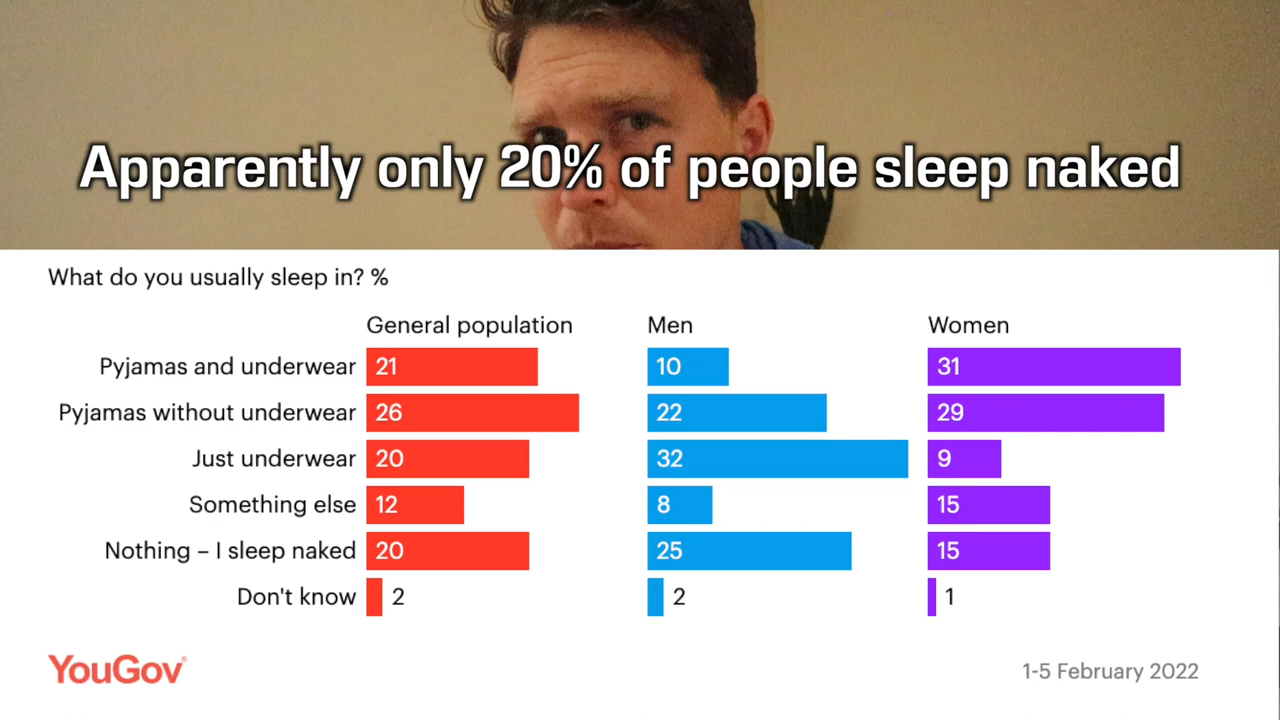 Apparently only 20% of people sleep naked
What do you usually sleep in? %
General population Men Women
Pyjamas and underwear 21 10 31
Pyjamas without underwear 26 22 29
Just underwear 20 32 9
Something else 12 8 15
Nothing – I sleep naked 20 25 15
Don't know 2 2 1
YouGov® 1-5 February 2022